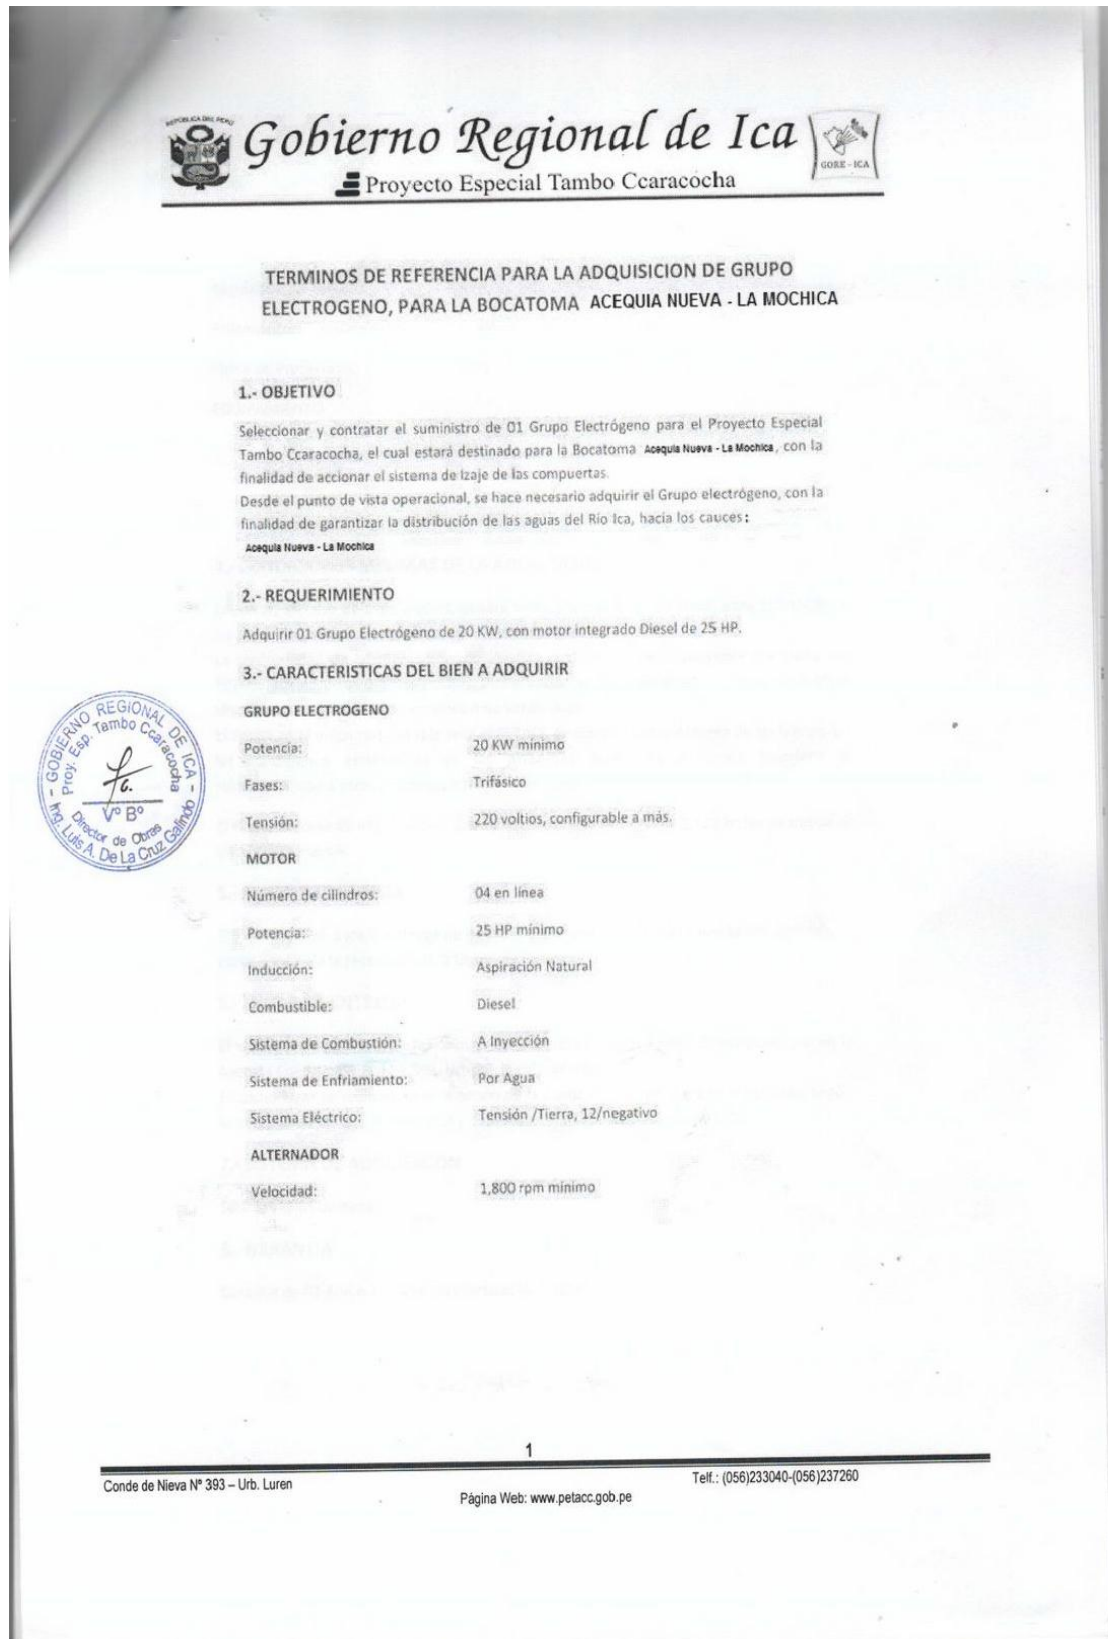 REPÚBLICA DEL PERÚ
Gobierno Regional de Ica
GORE - ICA
Proyecto Especial Tambo Ccaracocha
TERMINOS DE REFERENCIA PARA LA ADQUISICION DE GRUPO
ELECTROGENO, PARA LA BOCATOMA ACEQUIA NUEVA - LA MOCHICA
1.- OBJETIVO
Seleccionar y contratar el suministro de 01 Grupo Electrógeno para el Proyecto Especial
Tambo Ccaracocha, el cual estará destinado para la Bocatoma Acequia Nueva - La Mochica, con la
finalidad de accionar el sistema de Izaje de las compuertas.
Desde el punto de vista operacional, se hace necesario adquirir el Grupo electrógeno, con la
finalidad de garantizar la distribución de las aguas del Río Ica, hacia los cauces:
Acequia Nueva - La Mochica
2.- REQUERIMIENTO
Adquirir 01 Grupo Electrógeno de 20 KW, con motor integrado Diesel de 25 HP.
3.- CARACTERISTICAS DEL BIEN A ADQUIRIR
GRUPO ELECTROGENO
Potencia: 20 KW mínimo
Fases: Trifásico
Tensión: 220 voltios, configurable a más.
MOTOR
Número de cilindros: 04 en línea
Potencia: 25 HP mínimo
Inducción: Aspiración Natural
Combustible: Diesel
Sistema de Combustión: A Inyección
Sistema de Enfriamiento: Por Agua
Sistema Eléctrico: Tensión /Tierra, 12/negativo
ALTERNADOR
Velocidad: 1,800 rpm mínimo
- GOBIERNO REGIONAL DE ICA -
Proy. Esp. Tambo Ccaracocha
Vº Bº
Director de Obras
Ing. Luis A. De La Cruz Galindo
1
Conde de Nieva Nº 393 – Urb. Luren
Telf.: (056)233040-(056)237260
Página Web: www.petacc.gob.pe